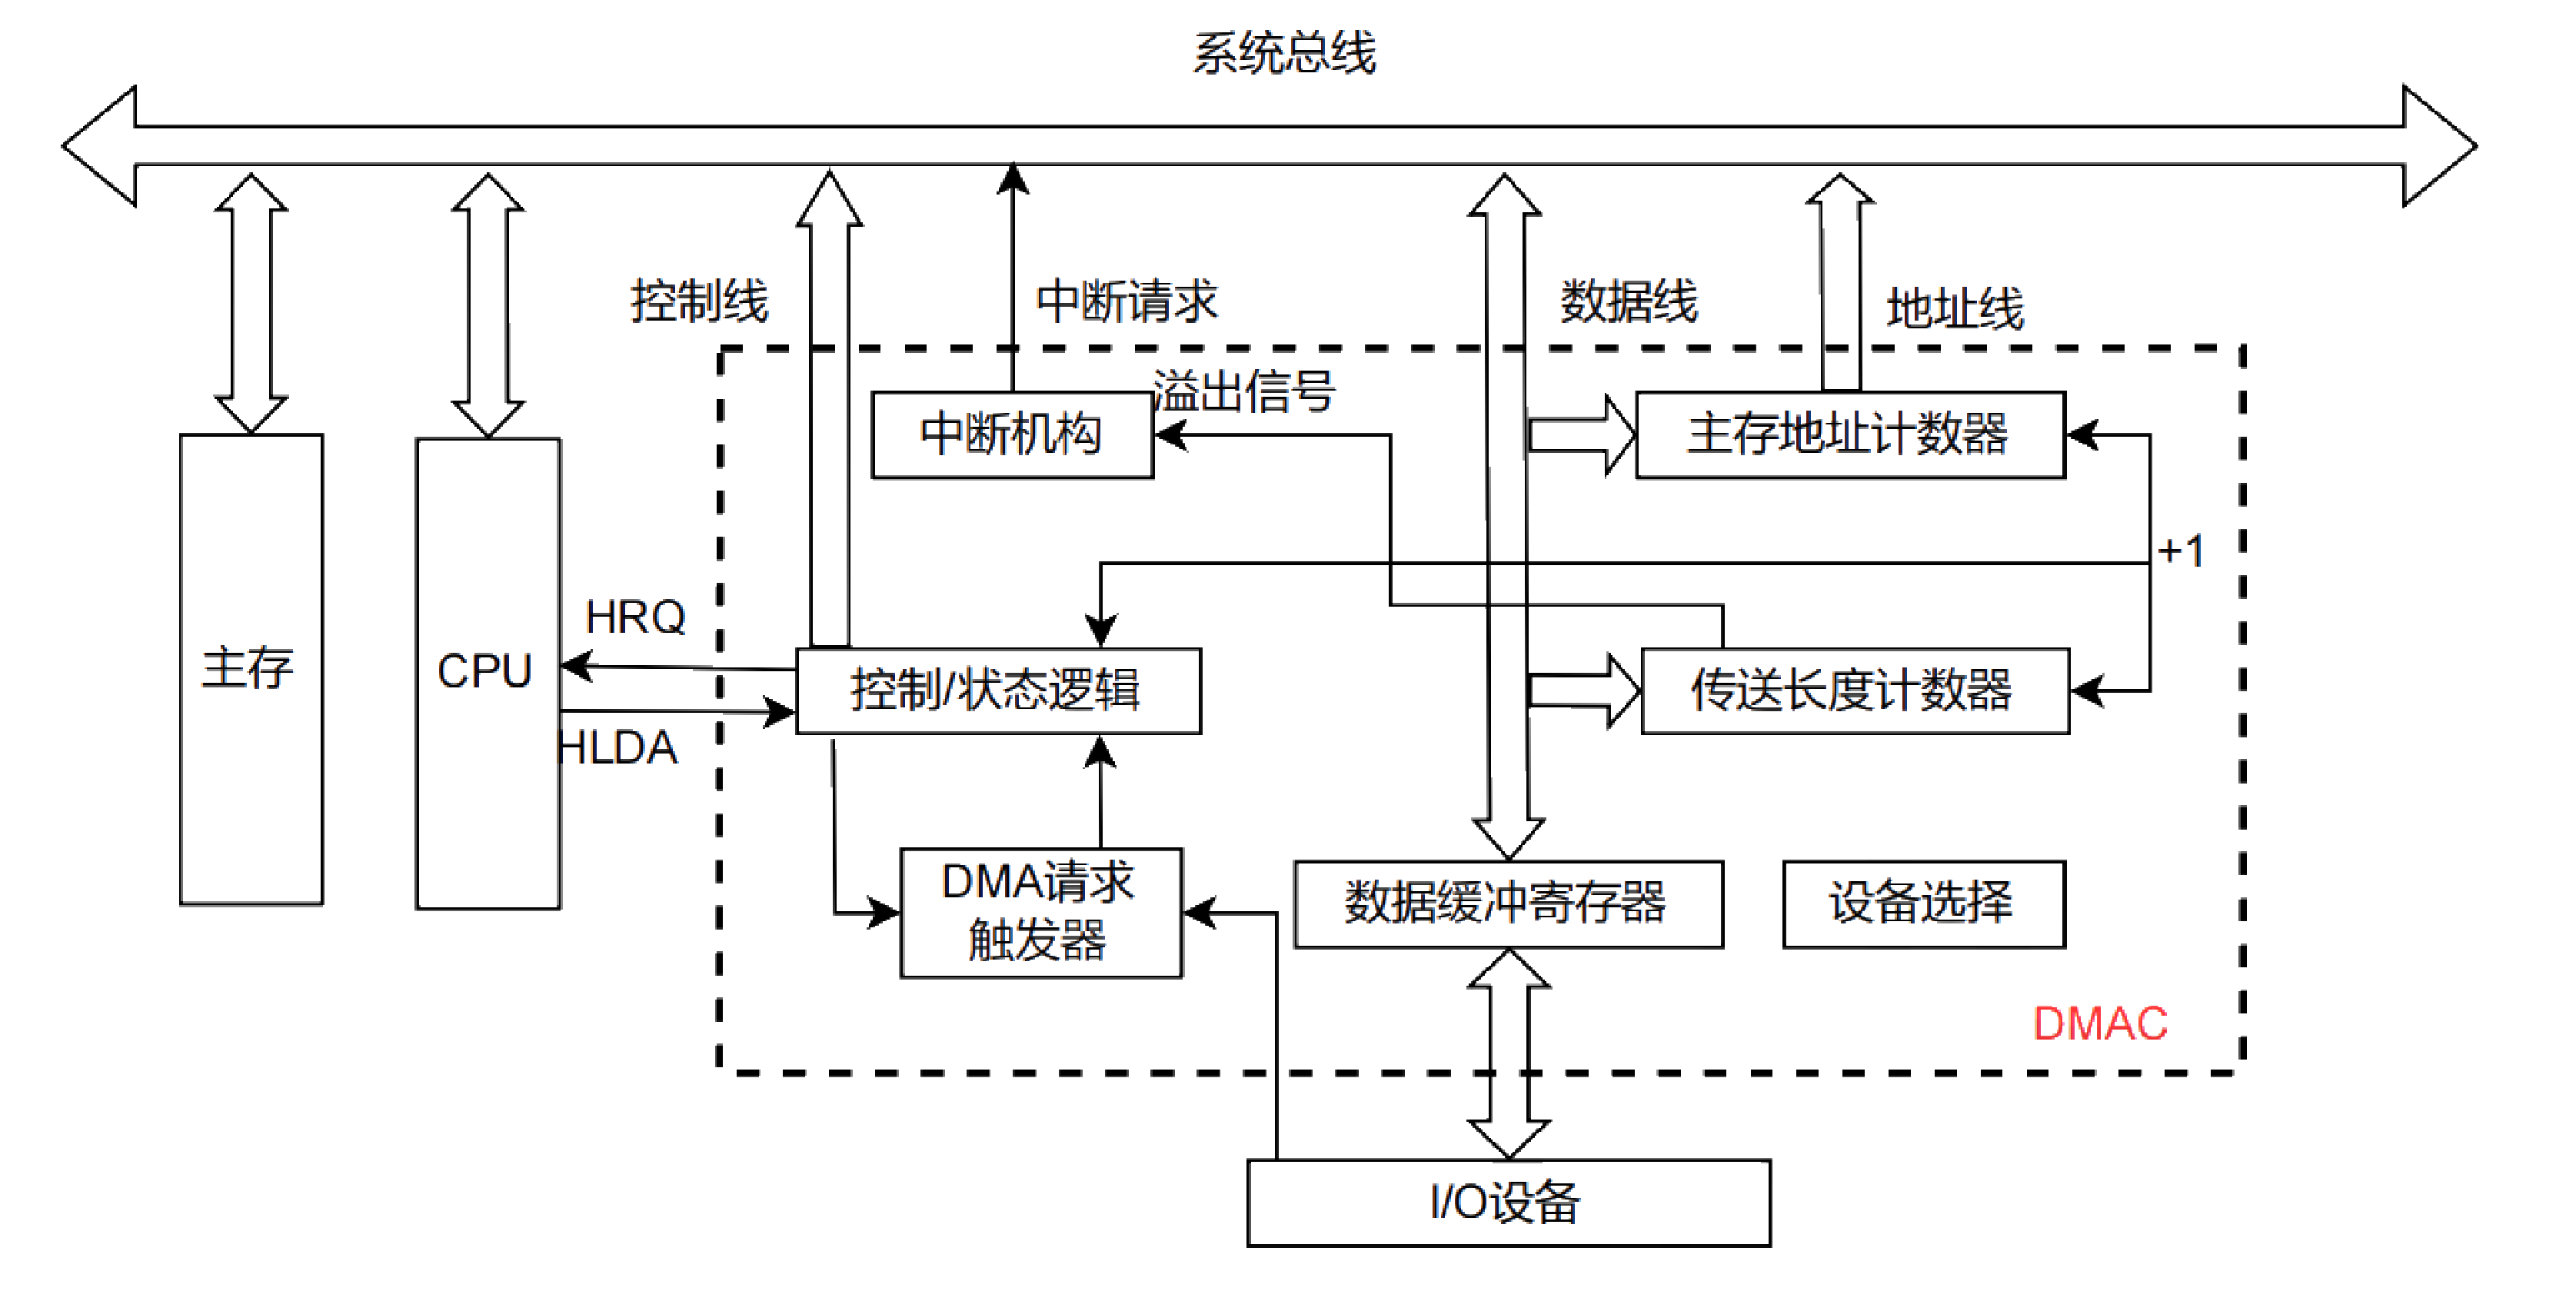 系统总线
控制线
中断请求
数据线
地址线
溢出信号
中断机构
主存地址计数器
+1
HRQ
主存
CPU
控制/状态逻辑
传送长度计数器
HLDA
DMA请求
触发器
数据缓冲寄存器
设备选择
DMAC
I/O设备